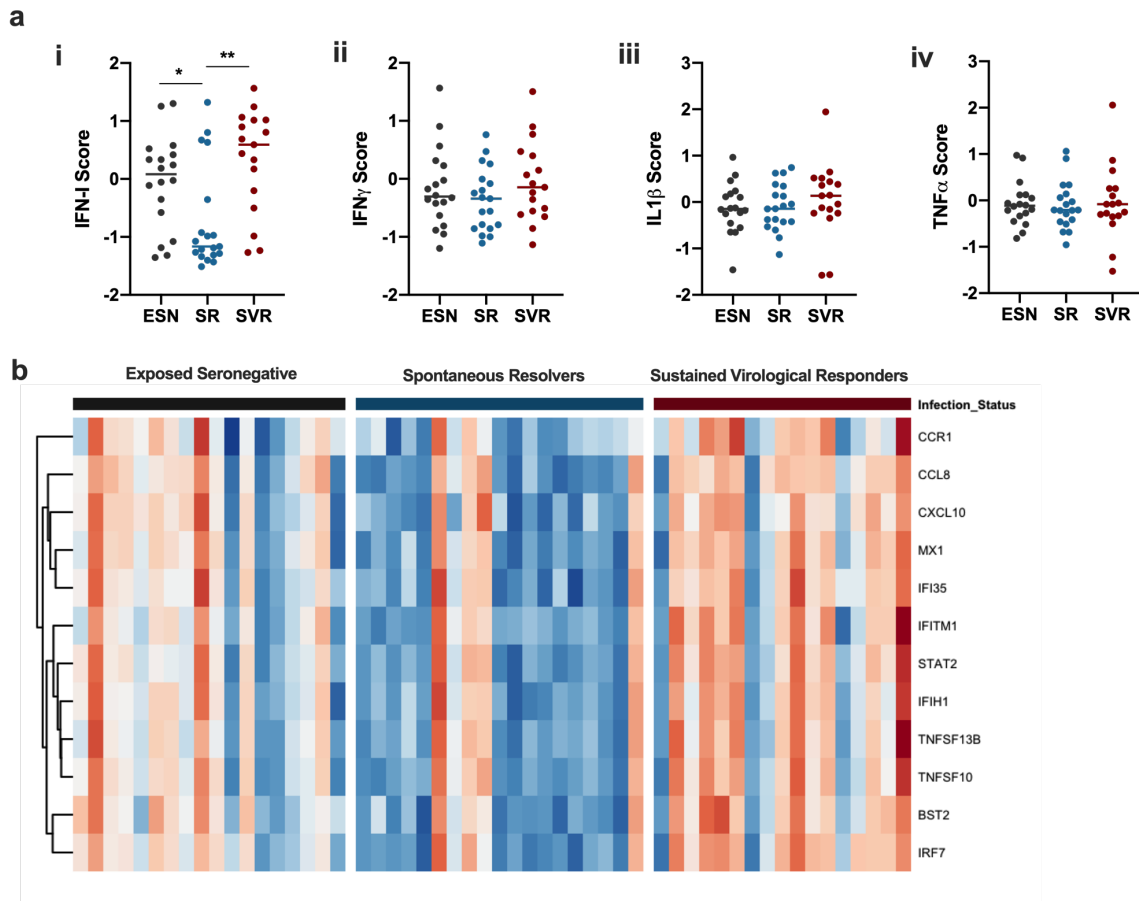 a
i
ii
iii
iv
*
**
IFN-I Score
2
1
0
-1
-2
ESN SR SVR
IFNγ Score
2
1
0
-1
-2
ESN SR SVR
IL1β Score
3
2
1
0
-1
-2
ESN SR SVR
TNFα Score
3
2
1
0
-1
-2
ESN SR SVR
b
Exposed Seronegative
Spontaneous Resolvers
Sustained Virological Responders
Infection_Status
CCR1
CCL8
CXCL10
MX1
IFI35
IFITM1
STAT2
IFIH1
TNFSF13B
TNFSF10
BST2
IRF7